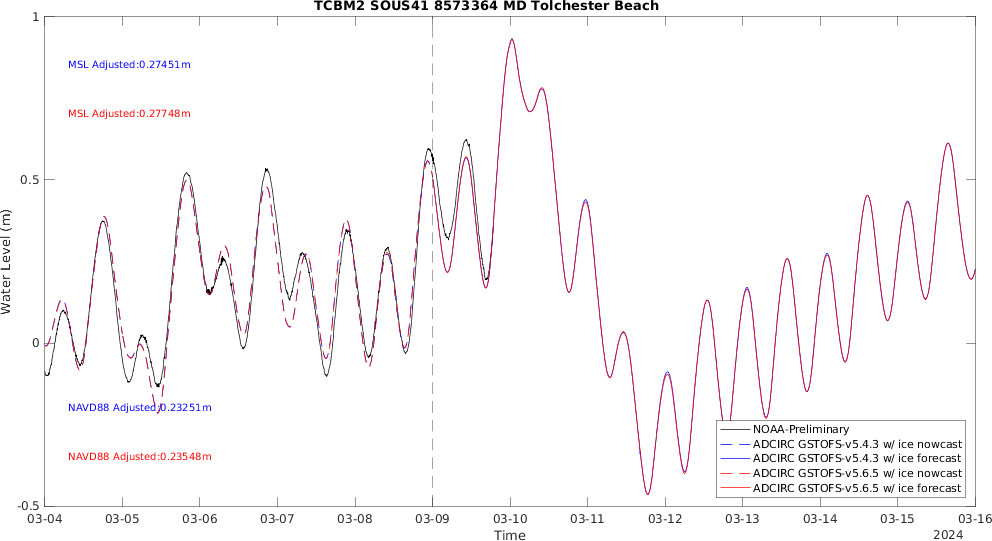 TCBM2 SOUS41 8573364 MD Tolchester Beach
Water Level (m)
1
0.5
0
-0.5
MSL Adjusted:0.27451m
MSL Adjusted:0.27748m
NAVD88 Adjusted:0.23251m
NAVD88 Adjusted:0.23548m
NOAA-Preliminary
ADCIRC GSTOFS-v5.4.3 w/ ice nowcast
ADCIRC GSTOFS-v5.4.3 w/ ice forecast
ADCIRC GSTOFS-v5.6.5 w/ ice nowcast
ADCIRC GSTOFS-v5.6.5 w/ ice forecast
03-04 03-05 03-06 03-07 03-08 03-09 03-10 03-11 03-12 03-13 03-14 03-15 03-16
Time
2024